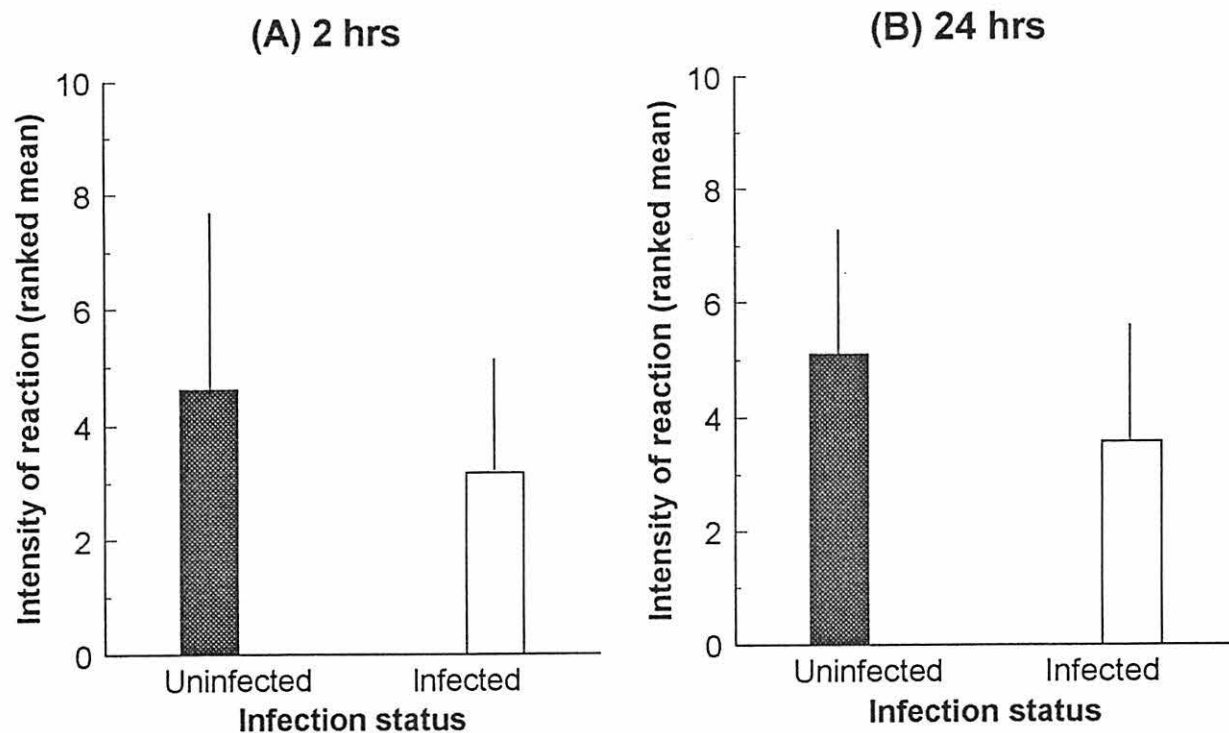 (A) 2 hrs
Intensity of reaction (ranked mean)
10
8
6
4
2
0
Uninfected Infected
Infection status
(B) 24 hrs
Intensity of reaction (ranked mean)
10
8
6
4
2
0
Uninfected Infected
Infection status